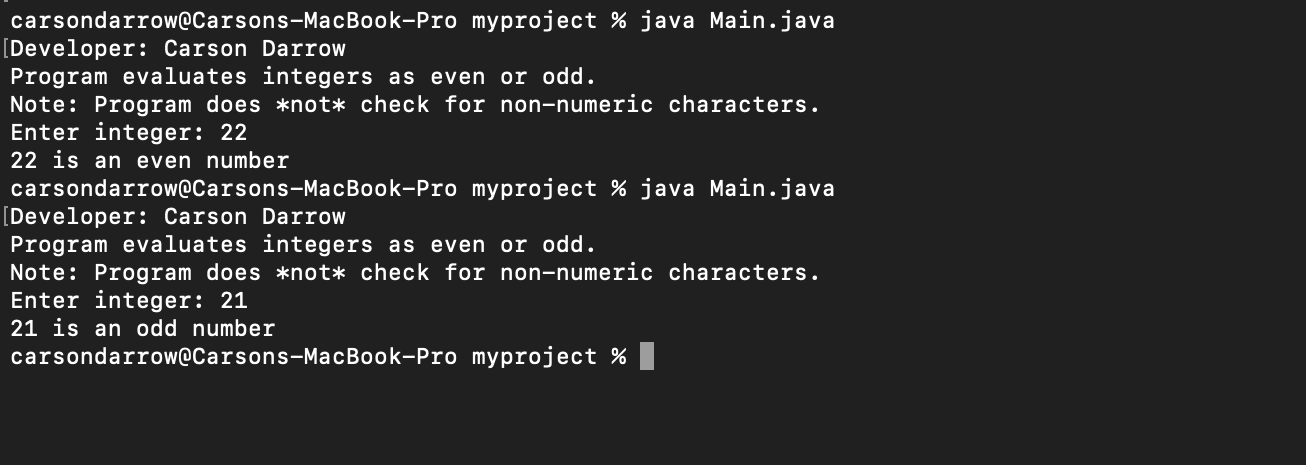 carsondarrow@Carsons-MacBook-Pro myproject % java Main.java
[Developer: Carson Darrow
Program evaluates integers as even or odd.
Note: Program does *not* check for non-numeric characters.
Enter integer: 22
22 is an even number
carsondarrow@Carsons-MacBook-Pro myproject % java Main.java
[Developer: Carson Darrow
Program evaluates integers as even or odd.
Note: Program does *not* check for non-numeric characters.
Enter integer: 21
21 is an odd number
carsondarrow@Carsons-MacBook-Pro myproject %